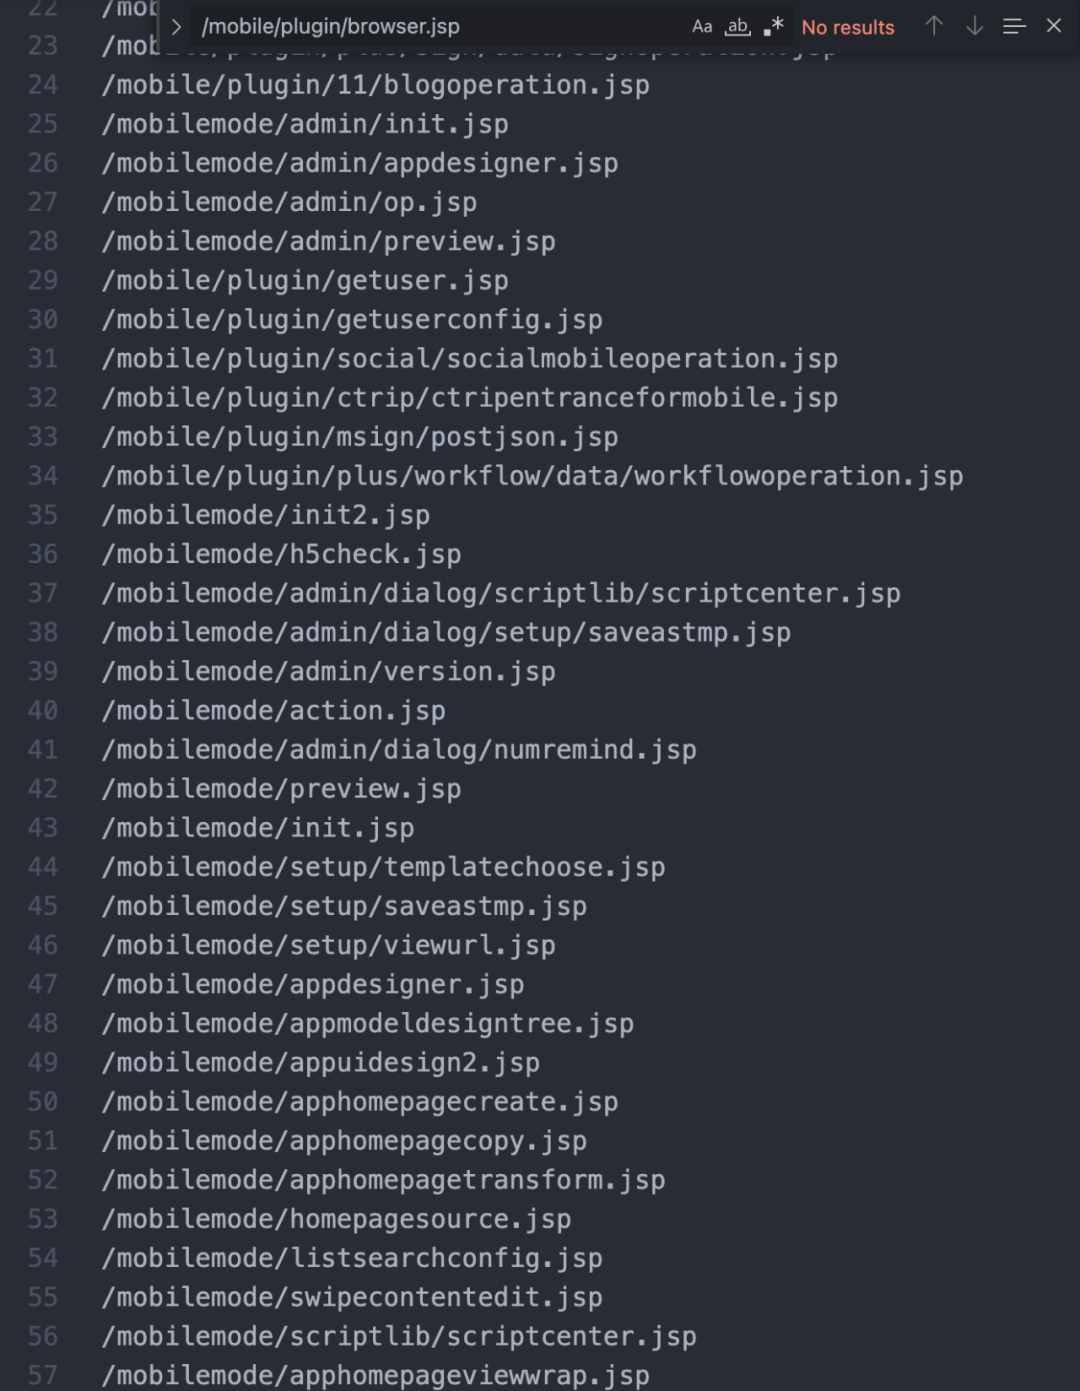 /mobile/plugin/browser.jsp Aa ab .* No results
22 /mob
23 /mob
24 /mobile/plugin/11/blogoperation.jsp
25 /mobilemode/admin/init.jsp
26 /mobilemode/admin/appdesigner.jsp
27 /mobilemode/admin/op.jsp
28 /mobilemode/admin/preview.jsp
29 /mobile/plugin/getuser.jsp
30 /mobile/plugin/getuserconfig.jsp
31 /mobile/plugin/social/socialmobileoperation.jsp
32 /mobile/plugin/ctrip/ctripentranceformobile.jsp
33 /mobile/plugin/msign/postjson.jsp
34 /mobile/plugin/plus/workflow/data/workflowoperation.jsp
35 /mobilemode/init2.jsp
36 /mobilemode/h5check.jsp
37 /mobilemode/admin/dialog/scriptlib/scriptcenter.jsp
38 /mobilemode/admin/dialog/setup/saveastmp.jsp
39 /mobilemode/admin/version.jsp
40 /mobilemode/action.jsp
41 /mobilemode/admin/dialog/numremind.jsp
42 /mobilemode/preview.jsp
43 /mobilemode/init.jsp
44 /mobilemode/setup/templatechoose.jsp
45 /mobilemode/setup/saveastmp.jsp
46 /mobilemode/setup/viewurl.jsp
47 /mobilemode/appdesigner.jsp
48 /mobilemode/appmodeldesigntree.jsp
49 /mobilemode/appuidesign2.jsp
50 /mobilemode/apphomepagecreate.jsp
51 /mobilemode/apphomepagecopy.jsp
52 /mobilemode/apphomepagetransform.jsp
53 /mobilemode/homepagesource.jsp
54 /mobilemode/listsearchconfig.jsp
55 /mobilemode/swipecontentedit.jsp
56 /mobilemode/scriptlib/scriptcenter.jsp
57 /mobilemode/apphomepageviewwrap.jsp